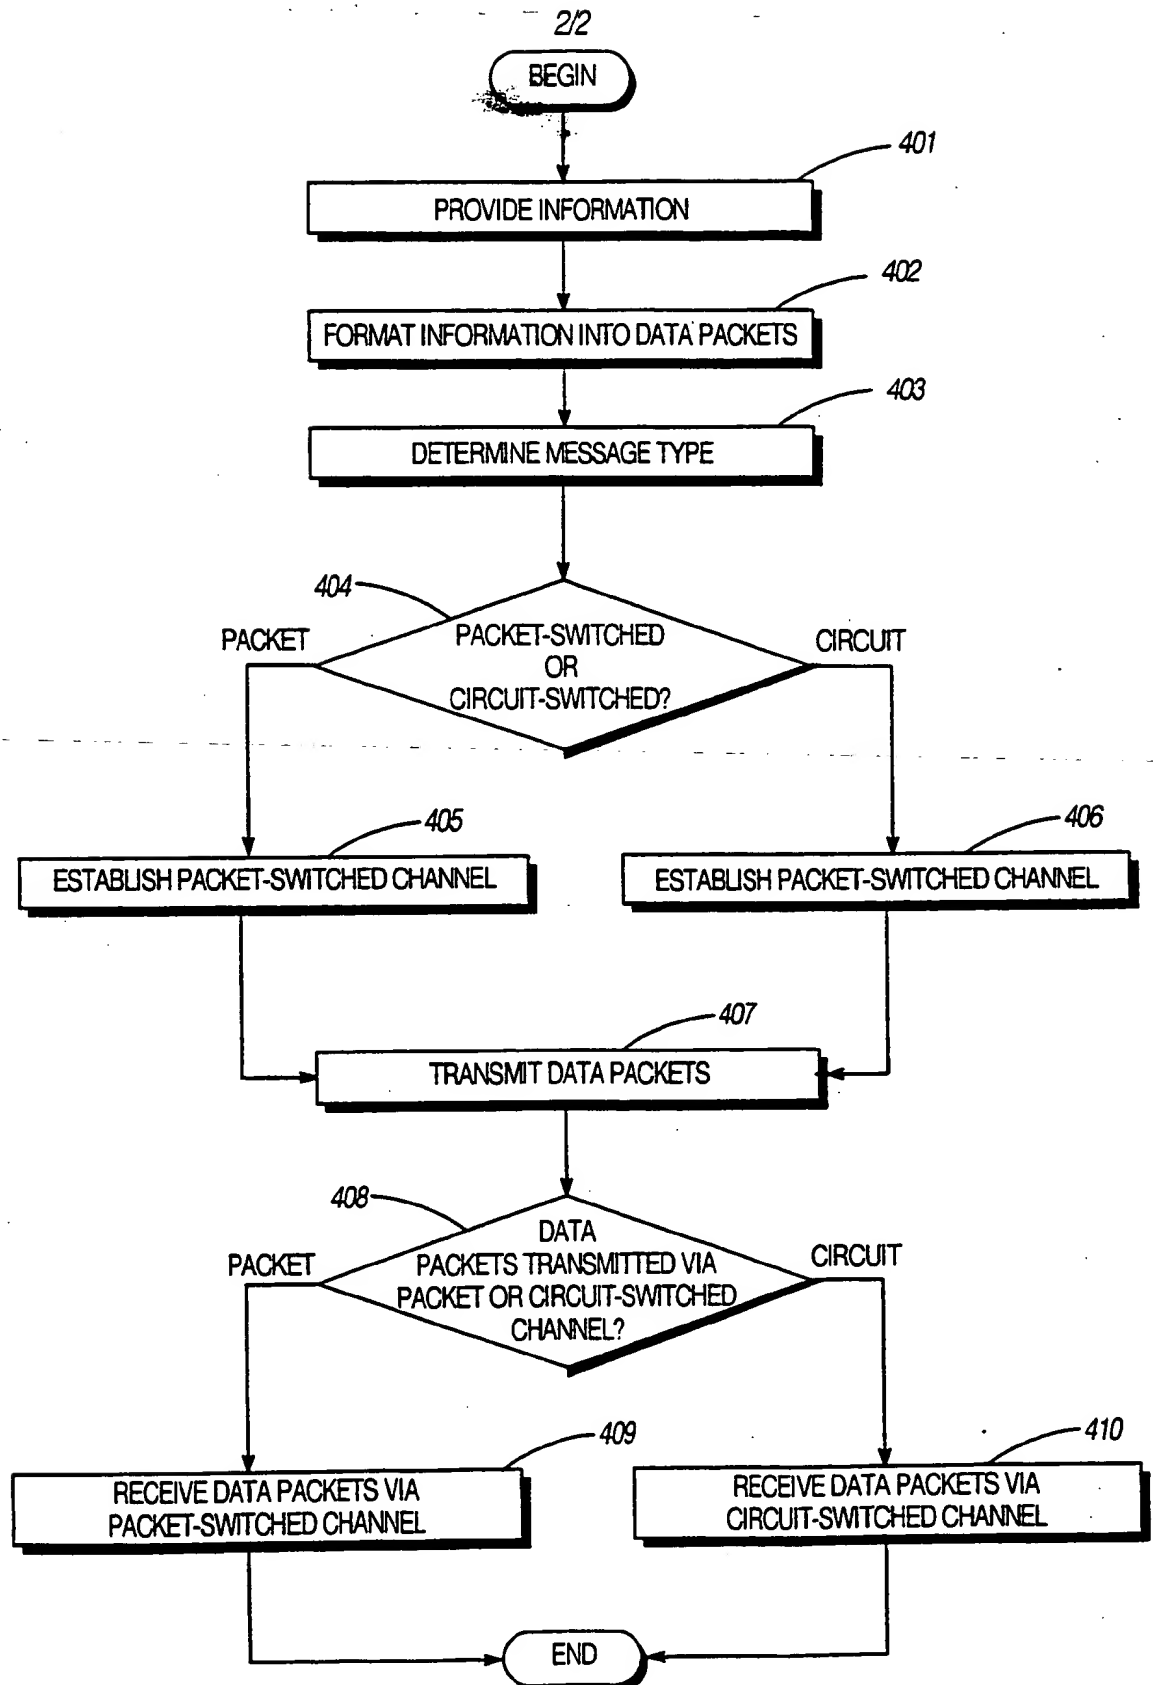 2/2
BEGIN
401
PROVIDE INFORMATION
402
FORMAT INFORMATION INTO DATA PACKETS
403
DETERMINE MESSAGE TYPE
404
PACKET
PACKET-SWITCHED
OR
CIRCUIT-SWITCHED?
CIRCUIT
405
ESTABLISH PACKET-SWITCHED CHANNEL
406
ESTABLISH PACKET-SWITCHED CHANNEL
407
TRANSMIT DATA PACKETS
408
PACKET
DATA
PACKETS TRANSMITTED VIA
PACKET OR CIRCUIT-SWITCHED
CHANNEL?
CIRCUIT
409
RECEIVE DATA PACKETS VIA
PACKET-SWITCHED CHANNEL
410
RECEIVE DATA PACKETS VIA
CIRCUIT-SWITCHED CHANNEL
END